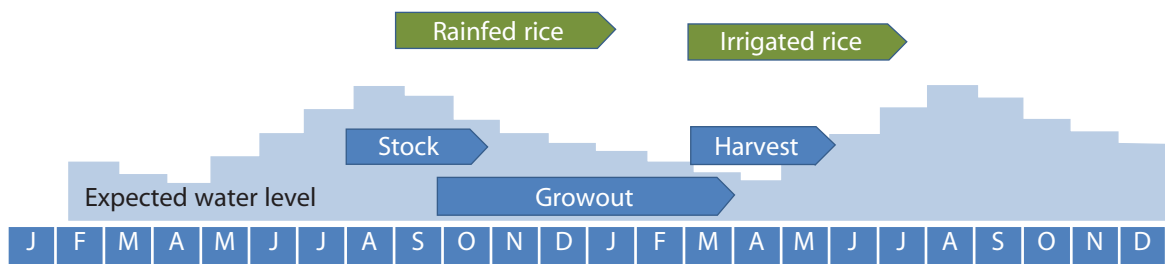 Rainfed rice
Irrigated rice
Stock
Harvest
Expected water level
Growout
J F M A M J J A S O N D J F M A M J J A S O N D